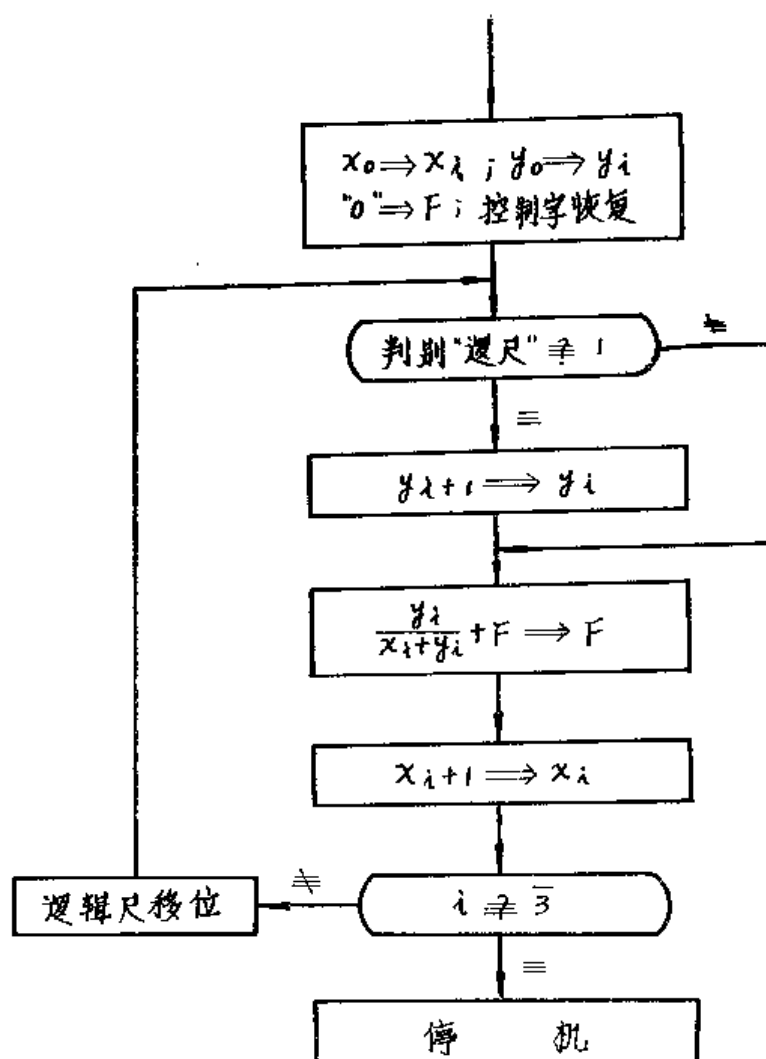 x₀⇒xᵢ；y₀⇒yᵢ
"0"⇒F；控制字恢复
判别"逻尺"≟1
≢
≡
yᵢ+1⇒yᵢ
yᵢ/(xᵢ+yᵢ)+F⇒F
xᵢ+1⇒xᵢ
逻辑尺移位
≢
i≟3̅
≡
停 机